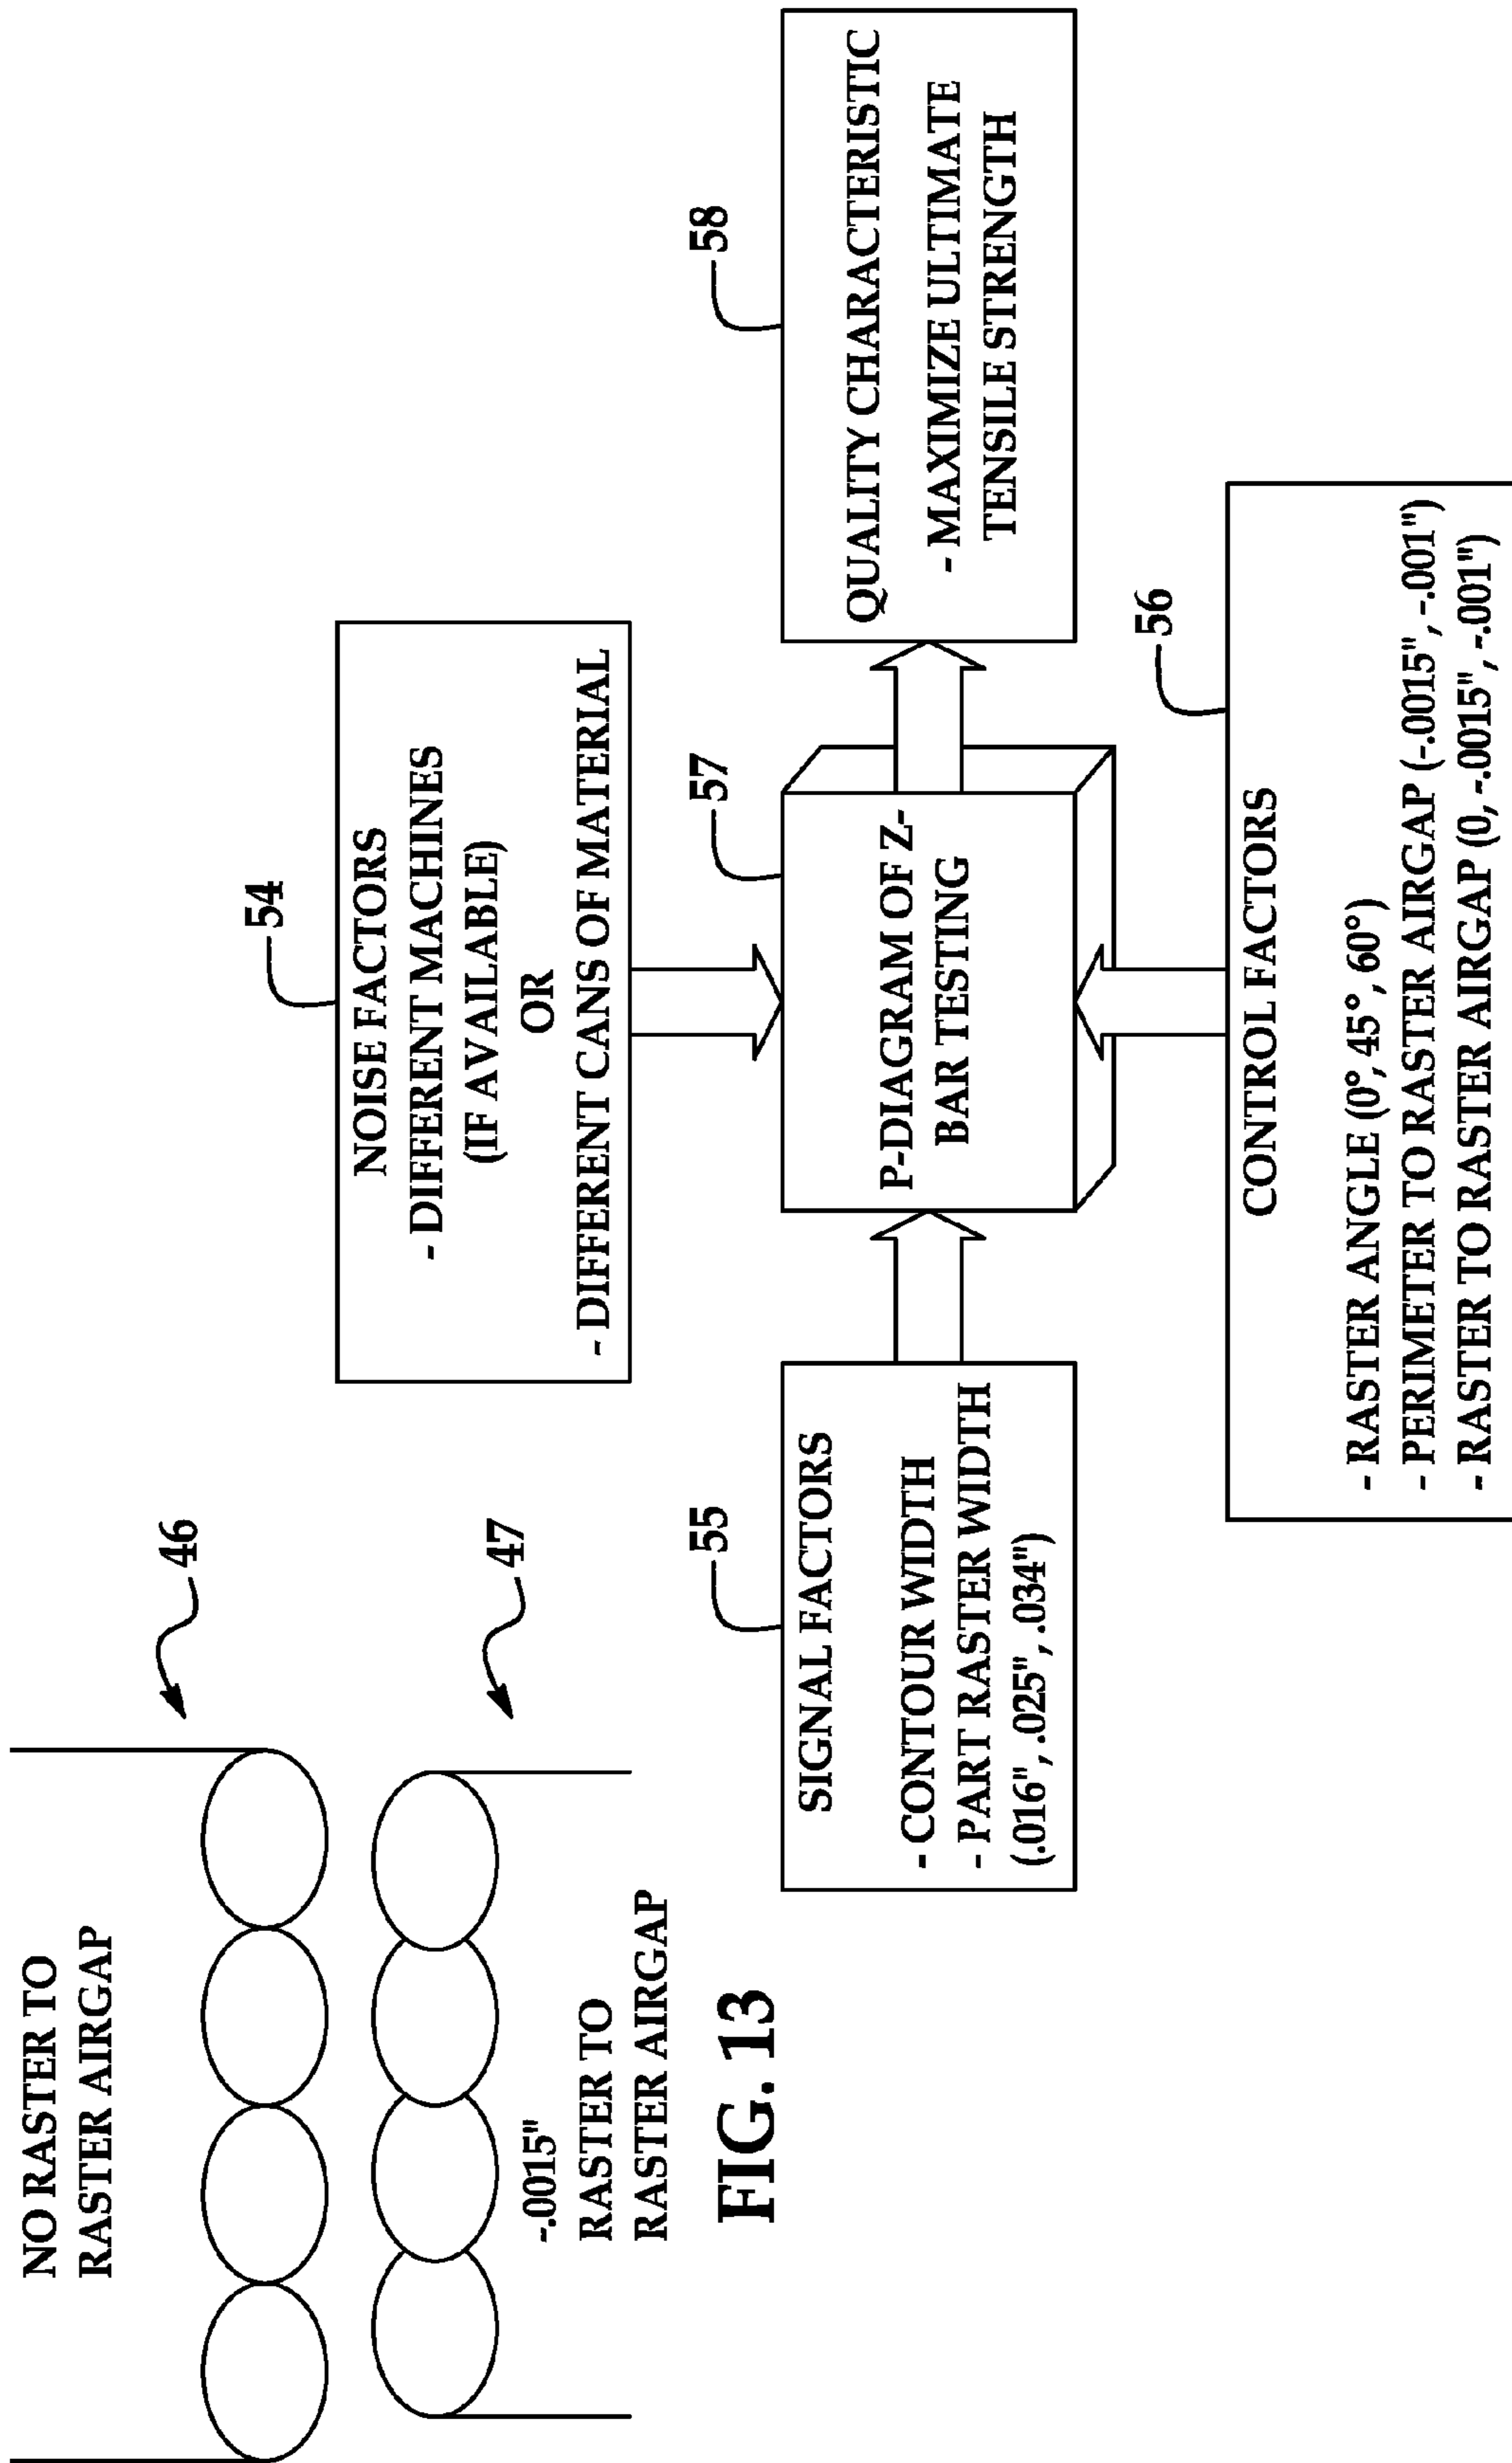 NO RASTER TO
RASTER AIRGAP
46
-.0015"
RASTER TO
RASTER AIRGAP
47
FIG. 13
54
NOISE FACTORS
- DIFFERENT MACHINES
(IF AVAILABLE)
OR
- DIFFERENT CANS OF MATERIAL
55
SIGNAL FACTORS
- CONTOUR WIDTH
- PART RASTER WIDTH
(.016", .025", .034")
57
P-DIAGRAM OF Z-
BAR TESTING
58
QUALITY CHARACTERISTIC
- MAXIMIZE ULTIMATE
TENSILE STRENGTH
56
CONTROL FACTORS
- RASTER ANGLE (0°, 45°, 60°)
- PERIMETER TO RASTER AIRGAP (-.0015", -.001")
- RASTER TO RASTER AIRGAP (0, -.0015", -.001")